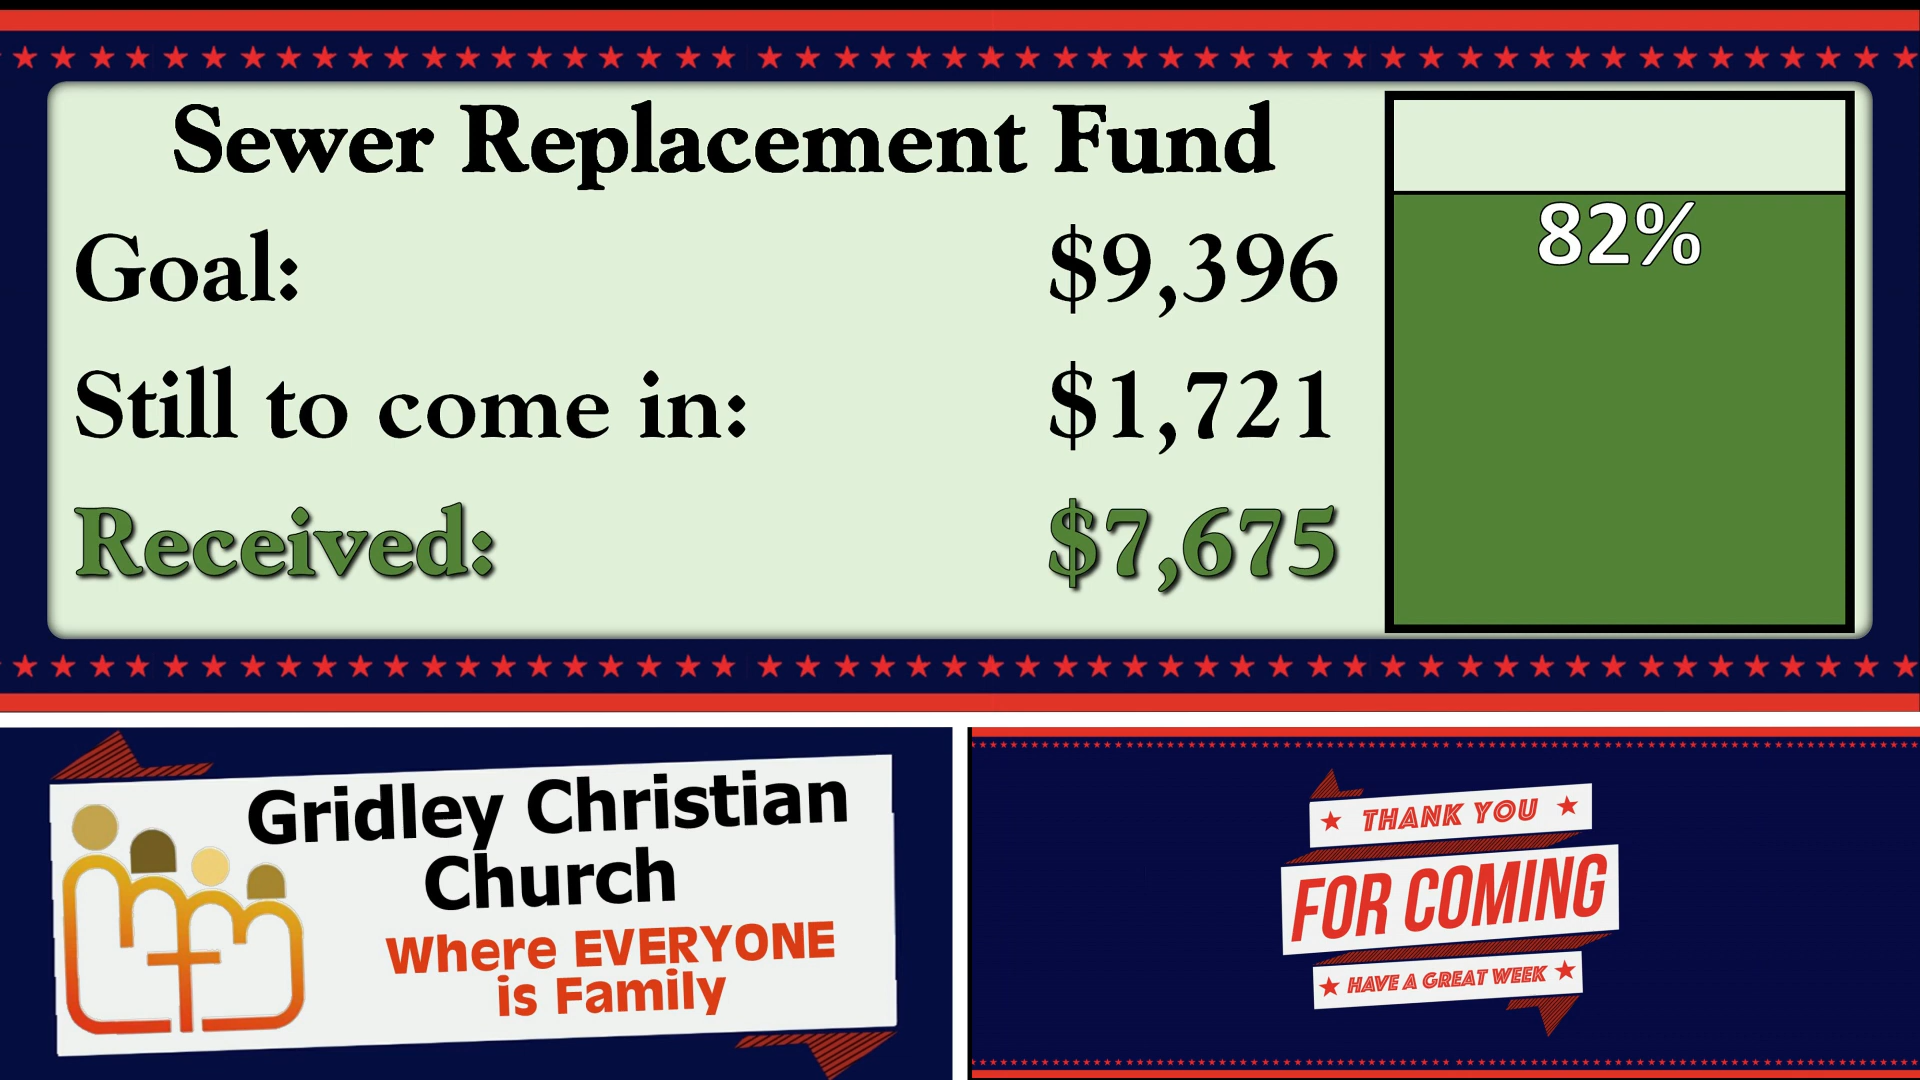 Sewer Replacement Fund
Goal: $9,396
Still to come in: $1,721
Received: $7,675
82%
Gridley Christian
Church
Where EVERYONE
is Family
THANK YOU
FOR COMING
HAVE A GREAT WEEK